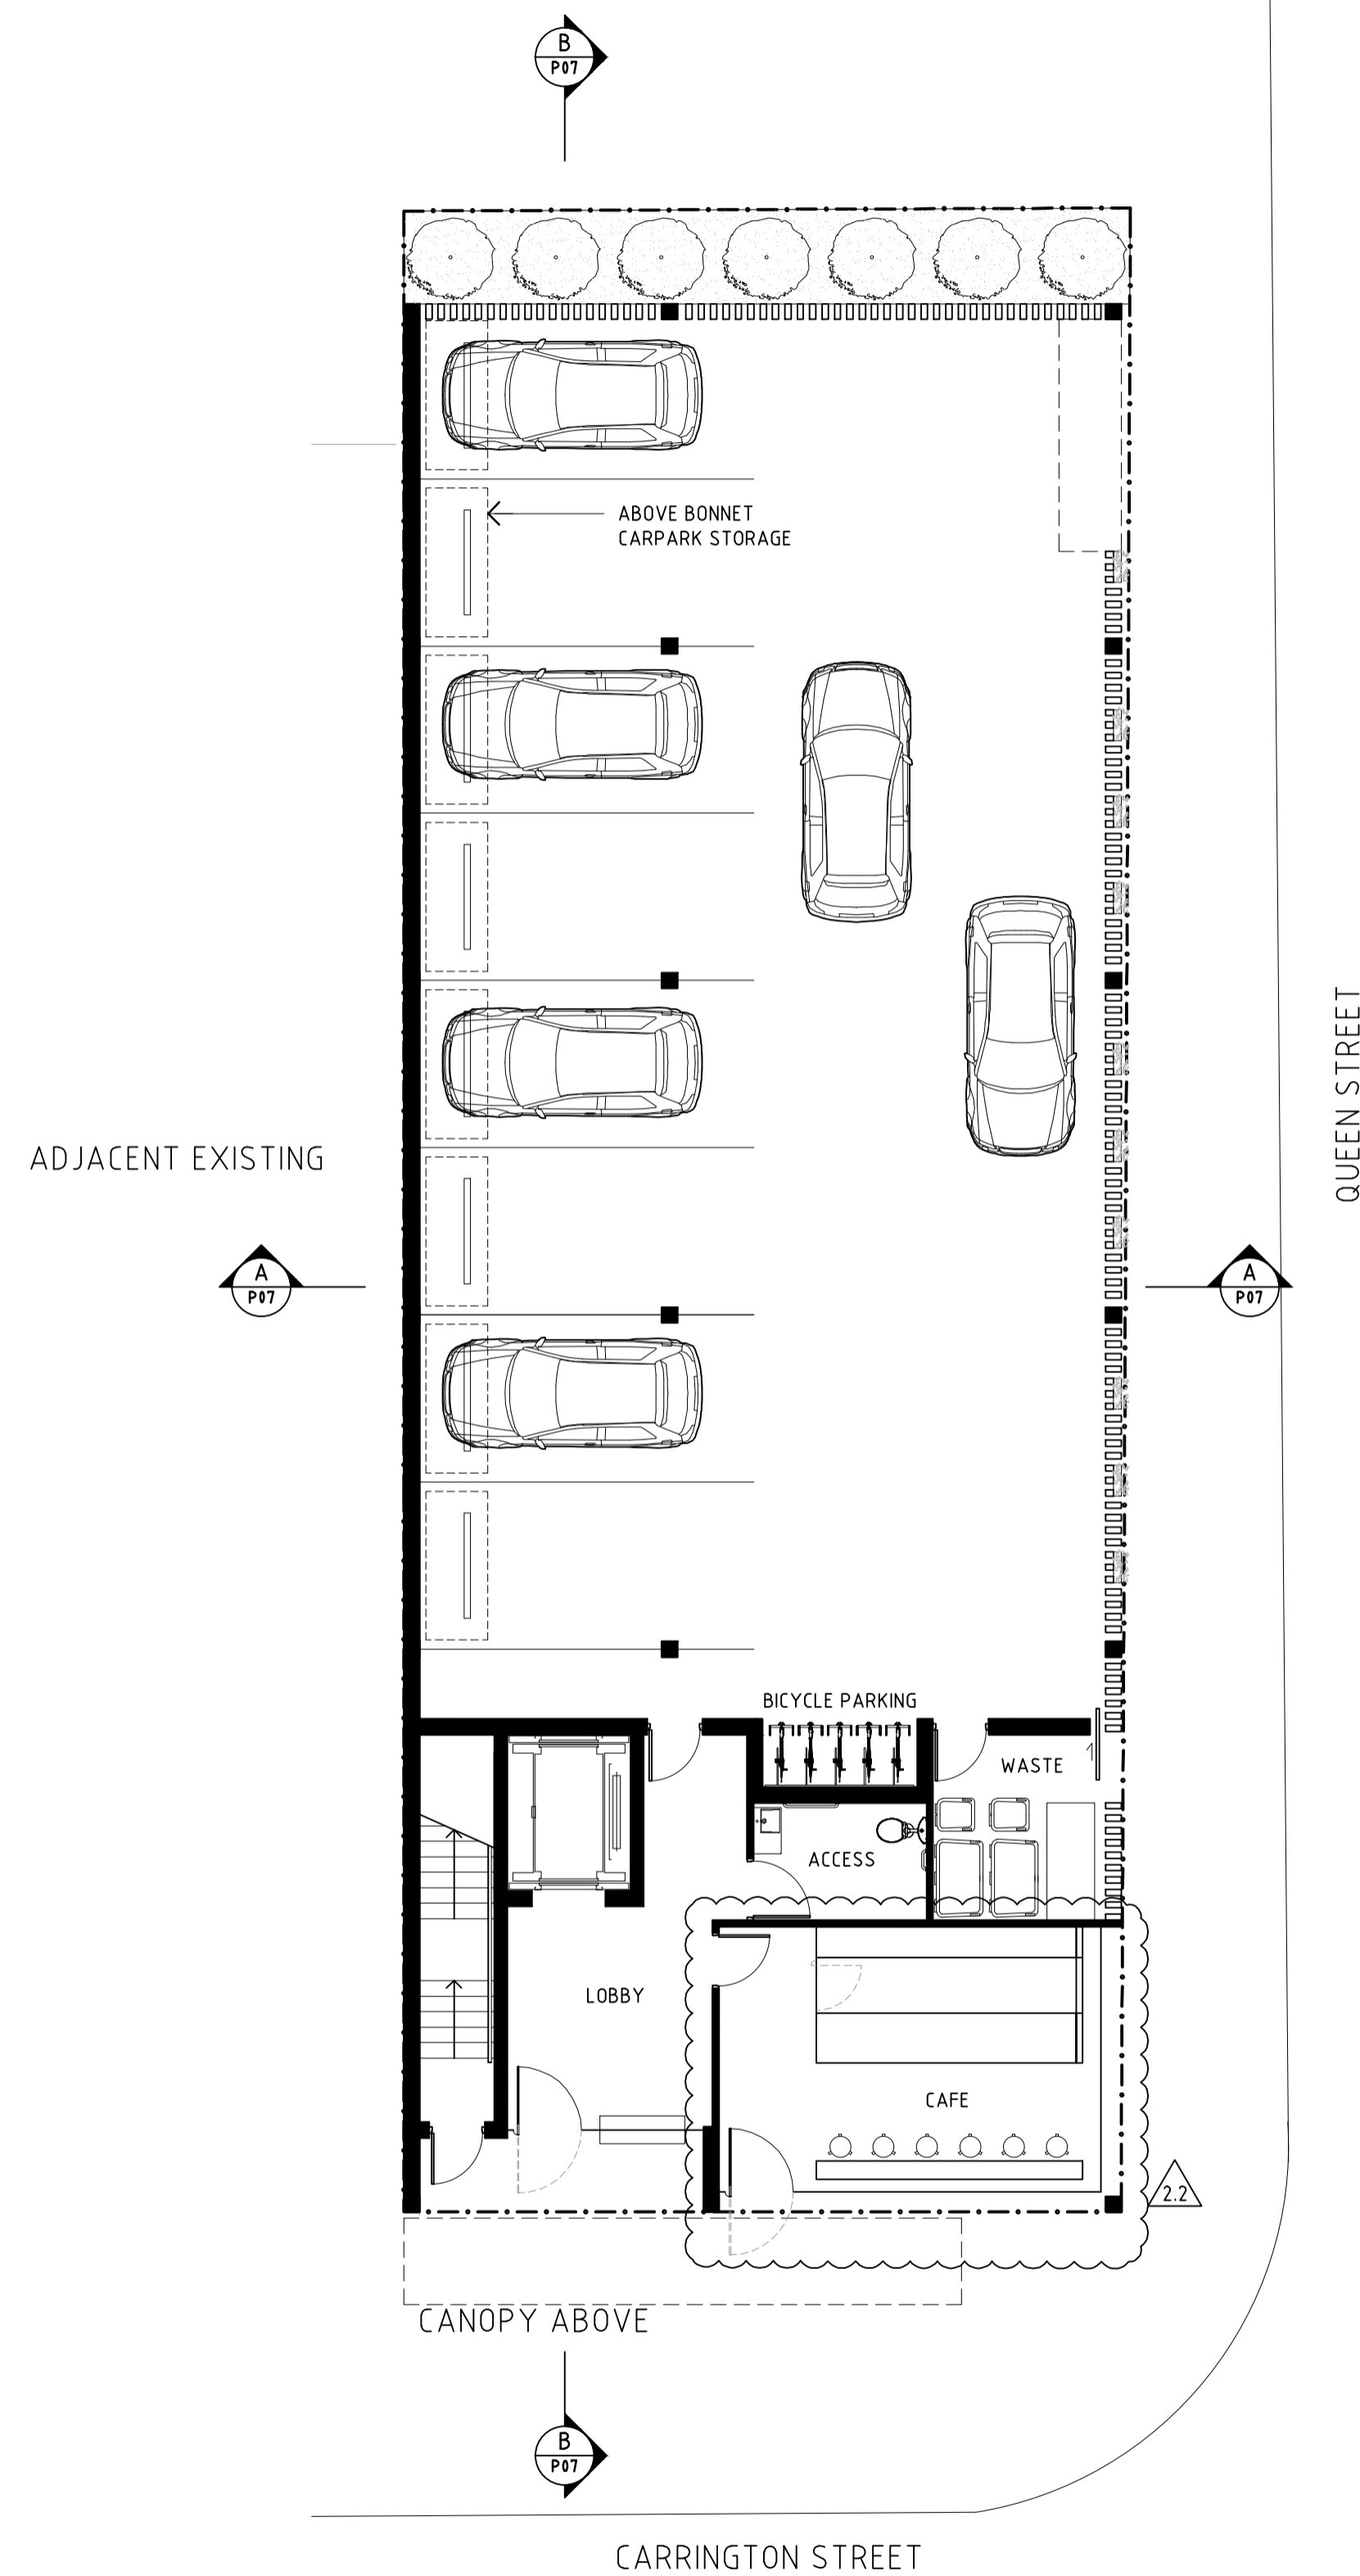 B
P07
ABOVE BONNET
CARPARK STORAGE
QUEEN STREET
ADJACENT EXISTING
A
P07
A
P07
BICYCLE PARKING
WASTE
ACCESS
LOBBY
CAFE
2.2
CANOPY ABOVE
B
P07
CARRINGTON STREET